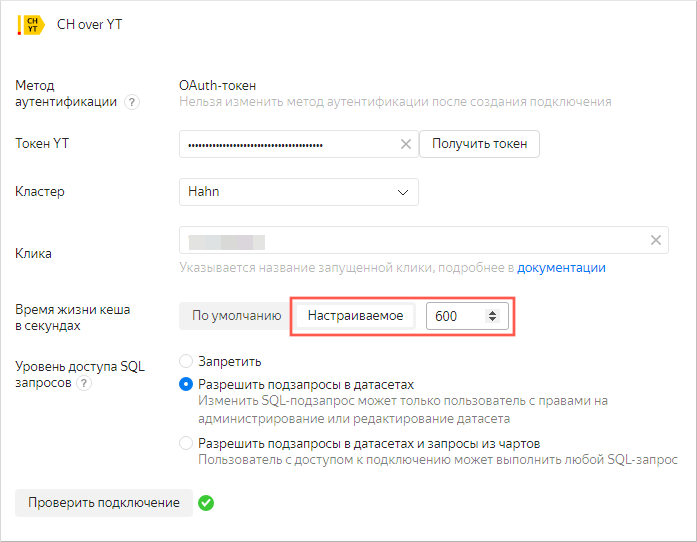 CH
YT
CH over YT
Метод
аутентификации ?
OAuth-токен
Нельзя изменить метод аутентификации после создания подключения
Токен YT
Получить токен
Кластер
Hahn
Клика
Указывается название запущенной клики, подробнее в документации
Время жизни кеша
в секундах
По умолчанию Настраиваемое 600
Уровень доступа SQL
запросов ?
Запретить
Разрешить подзапросы в датасетах
Изменить SQL-подзапрос может только пользователь с правами на
администрирование или редактирование датасета
Разрешить подзапросы в датасетах и запросы из чартов
Пользователь с доступом к подключению может выполнить любой SQL-запрос
Проверить подключение